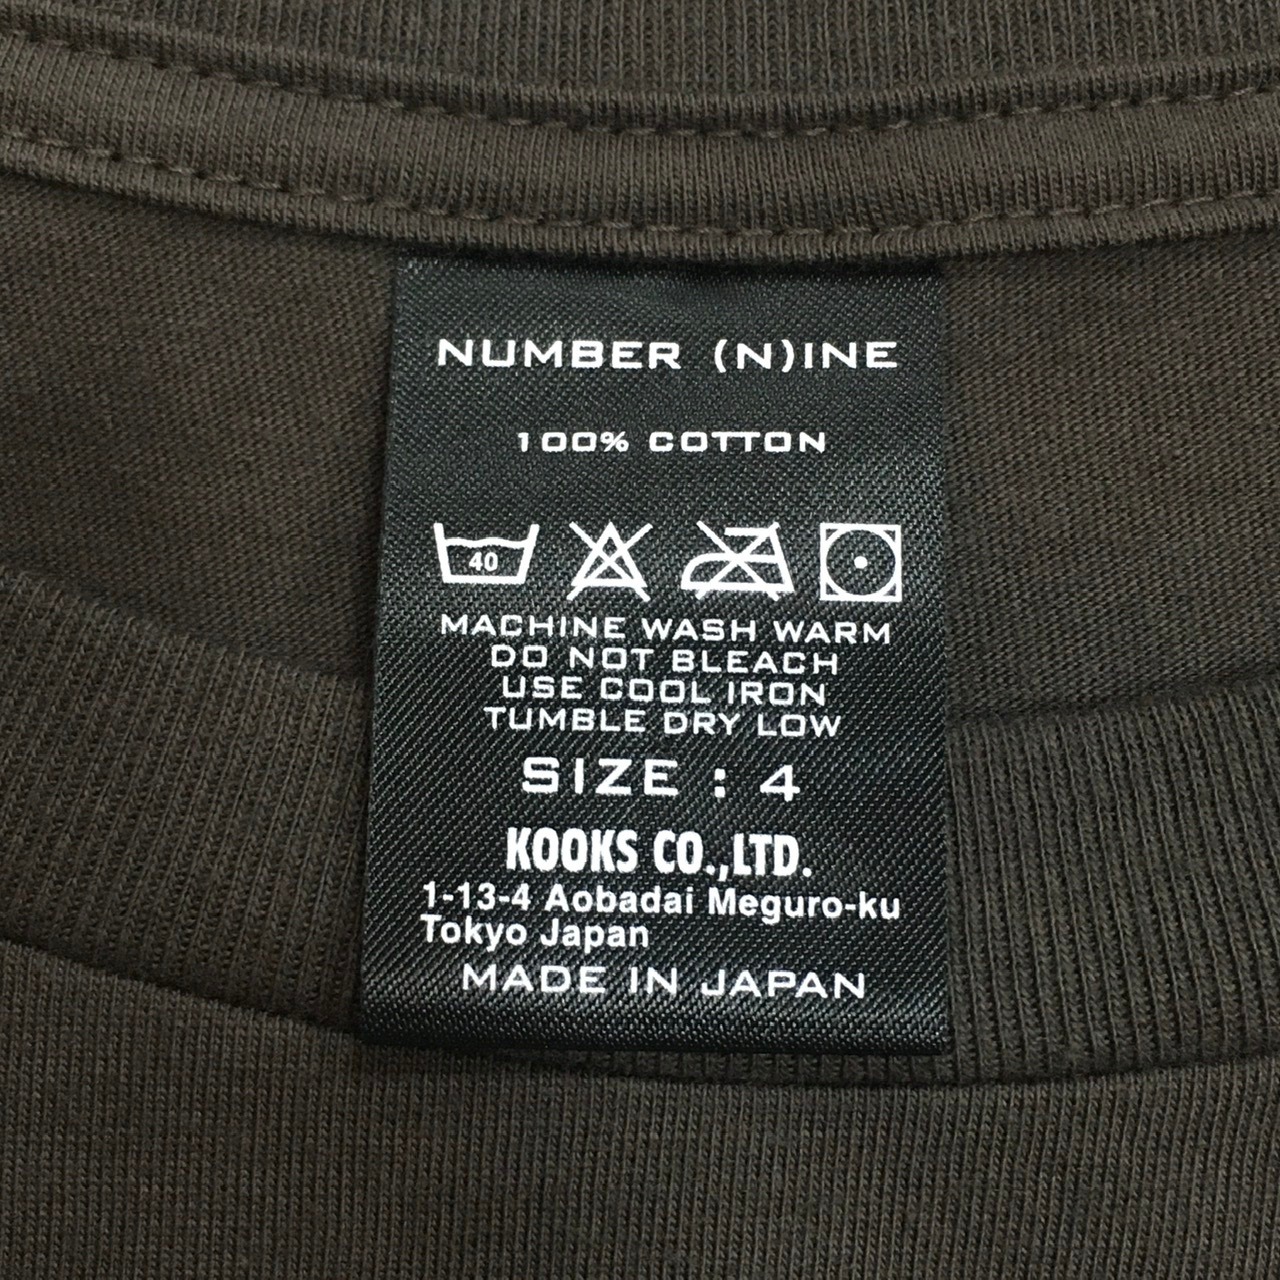 NUMBER (N)INE
100% COTTON
40
MACHINE WASH WARM
DO NOT BLEACH
USE COOL IRON
TUMBLE DRY LOW
SIZE : 4
KOOKS CO.,LTD.
1-13-4 Aobadai Meguro-ku
Tokyo Japan
MADE IN JAPAN